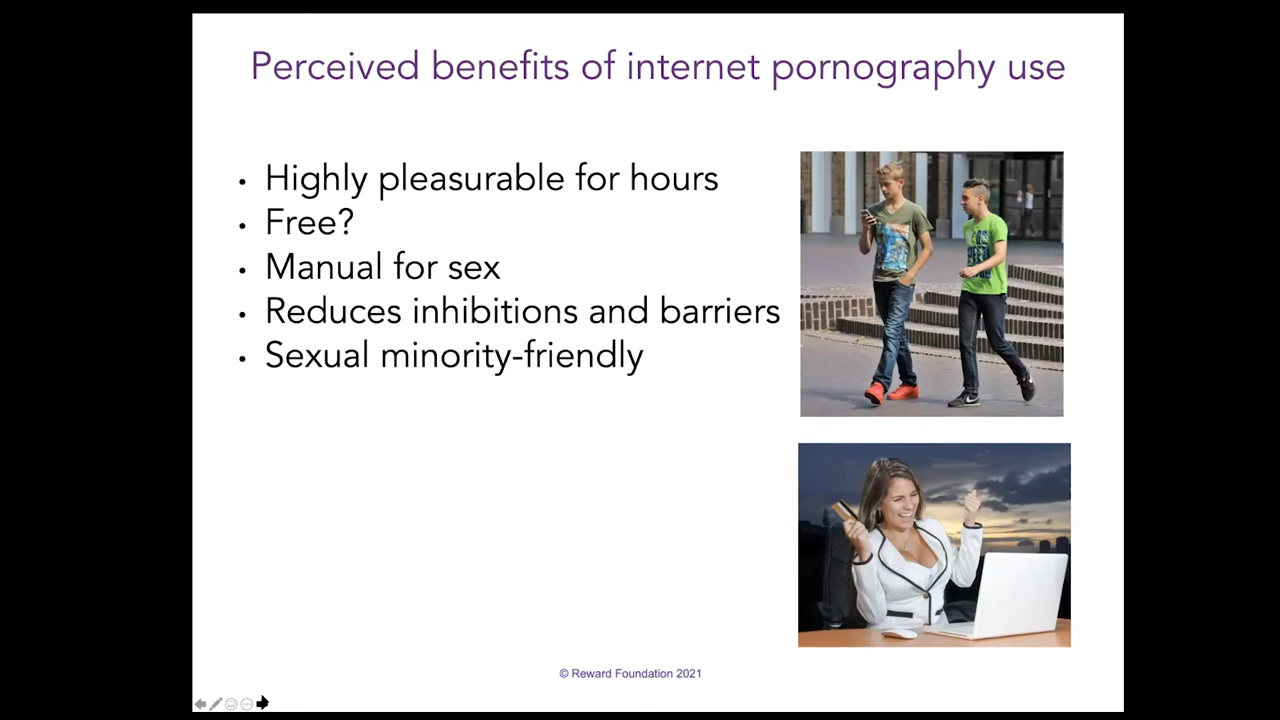 Perceived benefits of internet pornography use
• Highly pleasurable for hours
• Free?
• Manual for sex
• Reduces inhibitions and barriers
• Sexual minority-friendly
© Reward Foundation 2021